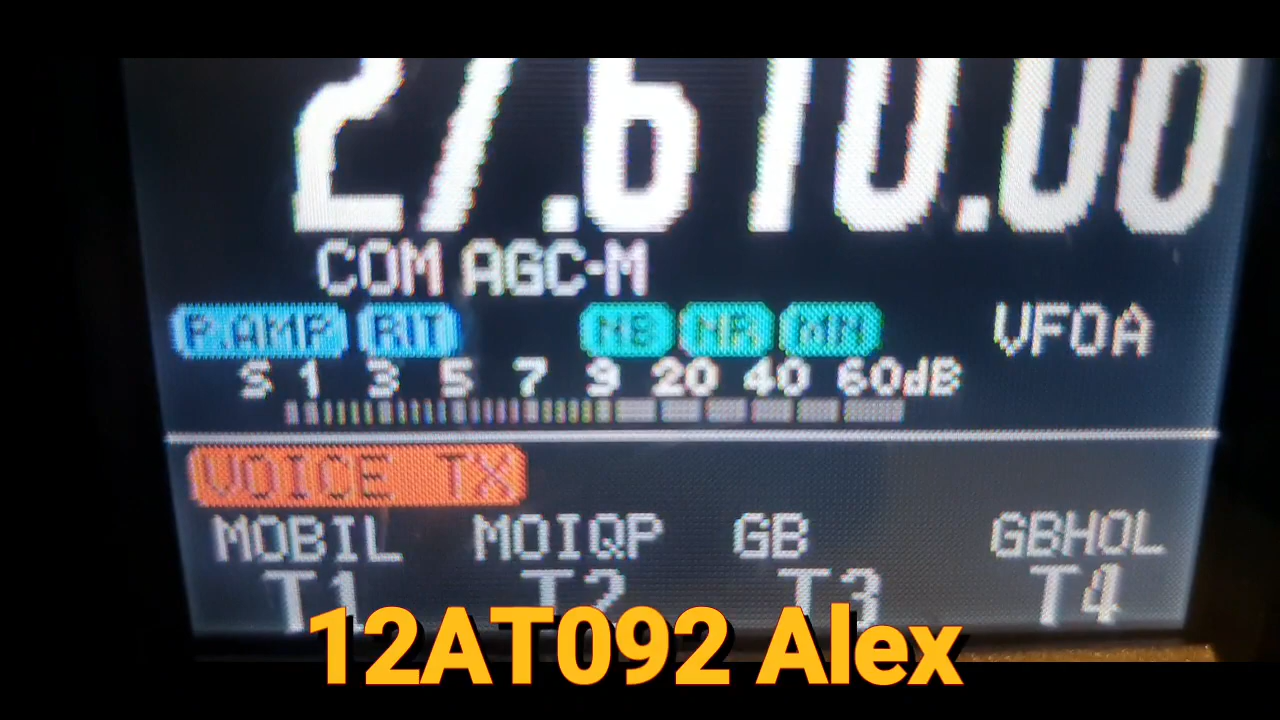 27.610.00
COM AGC-M
P.AMP RIT NB NR MN VFOA
S 1 3 5 7 9 20 40 60dB
VOICE TX
MOBIL MOIQP GB GBHOL
T1 T2 T3 T4
12AT092 Alex